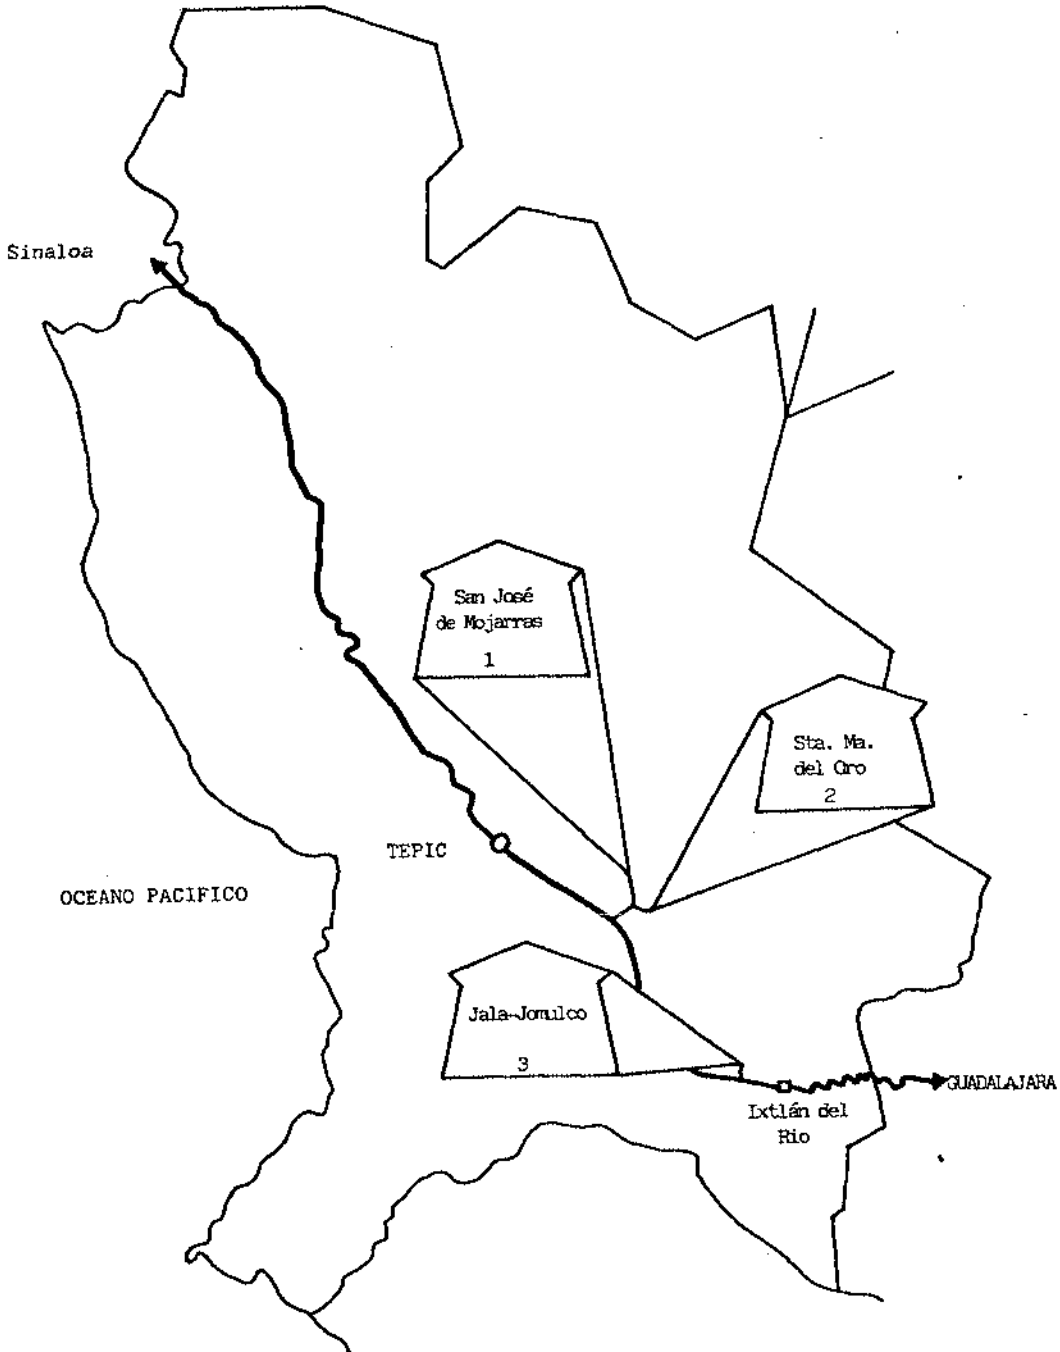 Sinaloa
San José
de Mojarras
1
Sta. Ma.
del Oro
2
TEPIC
OCEANO PACIFICO
Jala-Jomulco
3
GUADALAJARA
Ixtlán del
Rio